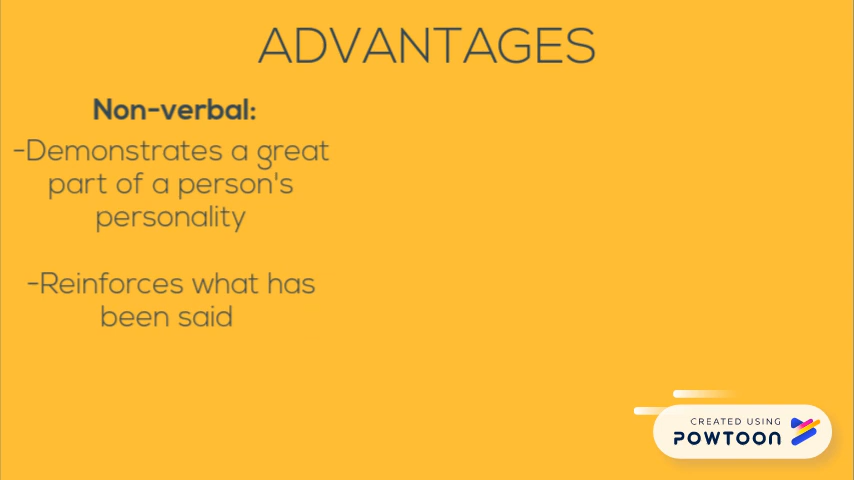 ADVANTAGES
Non-verbal:
-Demonstrates a great
part of a person's
personality
-Reinforces what has
been said
CREATED USING
POWTOON